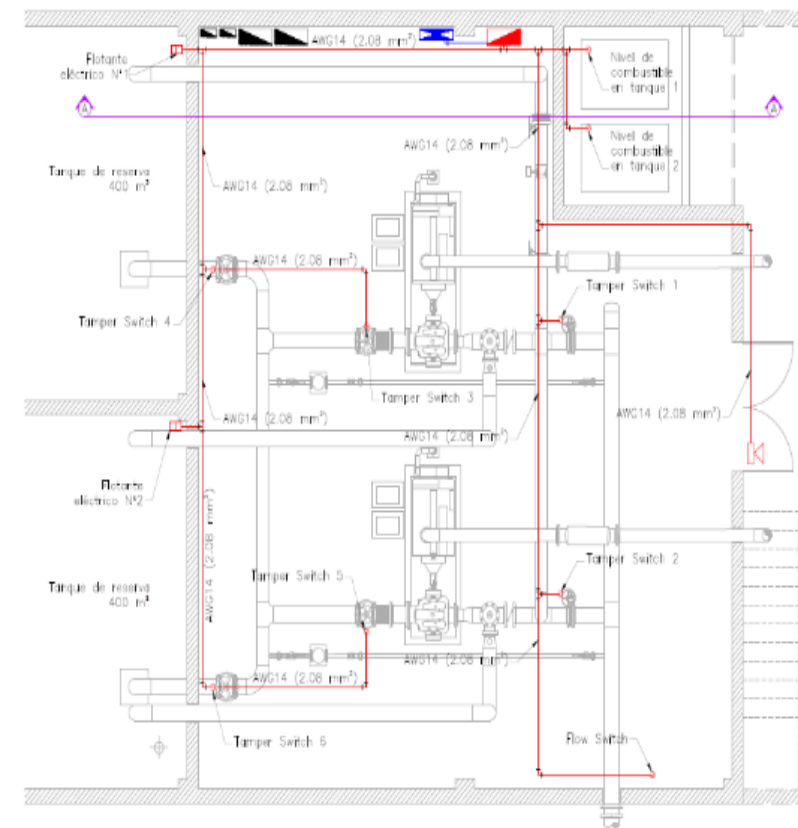 AWG14 (2.08 mm²)
Flotante
eléctrico N°1
Nivel de
combustible
en tanque 1
A
A
Nivel de
combustible
en tanque 2
AWG14 (2.08 mm²)
Tanque de reserva
400 m³
AWG14 (2.08 mm²)
AWG14 (2.08 mm²)
Tamper Switch 1
Tamper Switch 4
Tamper Switch 3
AWG14 (2.08 mm²)
AWG14 (2.08 mm²)
AWG14 (2.08 mm²)
Flotante
eléctrico N°2
AWG14 (2.08 mm²)
Tamper Switch 2
Tamper Switch 5
Tanque de reserva
400 m³
AWG14 (2.08 mm²)
AWG14 (2.08 mm²)
Tamper Switch 6
Flow Switch